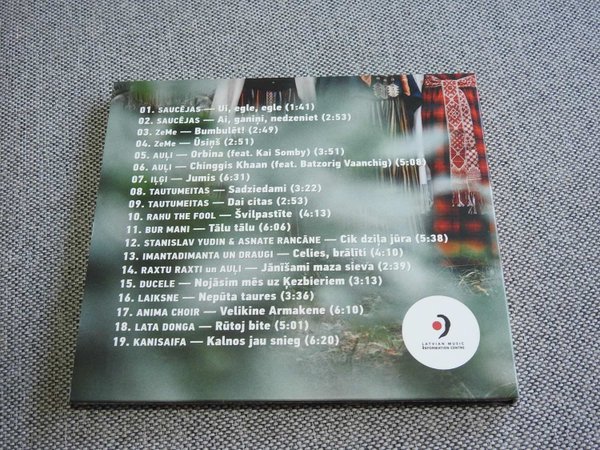 01. SAUCĒJAS — Ui, egle, egle (1:41)
02. SAUCĒJAS — Ai, ganiņi, nedzeniet (2:53)
03. ZeMe — Bumbulēt! (2:49)
04. ZeMe — Ūsiņš (2:51)
05. AUĻI — Orbina (feat. Kai Somby) (3:51)
06. AUĻI — Chinggis Khaan (feat. Batzorig Vaanchig) (5:08)
07. IĻĢI — Jumis (6:31)
08. TAUTUMEITAS — Sadziedami (3:22)
09. TAUTUMEITAS — Dai citas (2:53)
10. RAHU THE FOOL — Švilpastīte (4:13)
11. BUR MANI — Tālu tālu (6:06)
12. STANISLAV YUDIN & ASNATE RANCĀNE — Cik dziļa jūra (5:38)
13. IMANTADIMANTA UN DRAUGI — Celies, brālīti (4:10)
14. RAXTU RAXTI un AUĻI — Jānīšami maza sieva (2:39)
15. DUCELE — Nojāsim mēs uz Ķezbieriem (3:13)
16. LAIKSNE — Nepūta taures (3:36)
17. ANIMA CHOIR — Velikine Armakene (6:10)
18. LATA DONGA — Rūtoj bite (5:01)
19. KANISAIFA — Kalnos jau snieg (6:20)
LATVIAN MUSIC
INFORMATION CENTRE